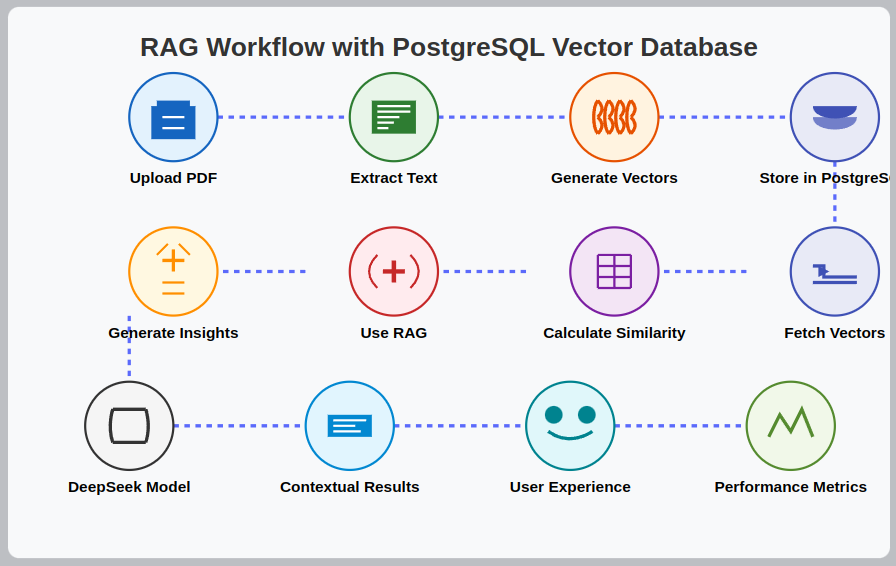 RAG Workflow with PostgreSQL Vector Database
Upload PDF
Extract Text
Generate Vectors
Store in PostgreS
Generate Insights
Use RAG
Calculate Similarity
Fetch Vectors
DeepSeek Model
Contextual Results
User Experience
Performance Metrics